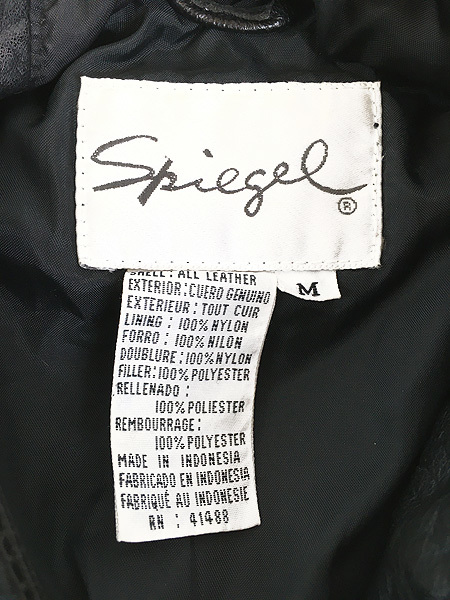 Spiegel
®
M
SHELL: ALL LEATHER
EXTERIOR: CUERO GENUINO
EXTERIEUR: TOUT CUIR
LINING: 100% NYLON
FORRO: 100% NILON
DOUBLURE: 100% NYLON
FILLER: 100% POLYESTER
RELLENADO:
100% POLIESTER
REMBOURRAGE:
100% POLYESTER
MADE IN INDONESIA
FABRICADO EN INDONESIA
FABRIQUÉ AU INDONESIE
RN : 41488